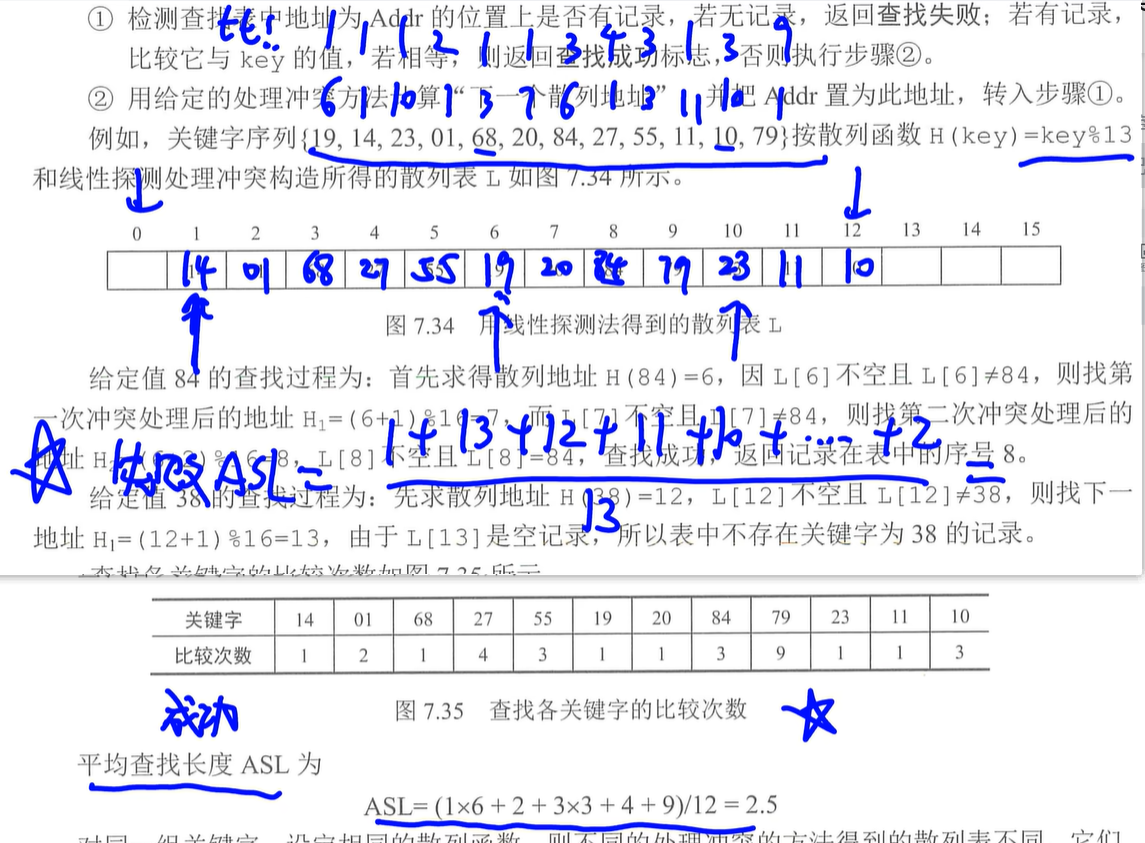 ① 检测查找表中地址为 Addr 的位置上是否有记录，若无记录，返回查找失败；若有记录，
比较它与 key 的值，若相等，则返回查找成功标志，否则执行步骤②。
比: 1 1 1 2 1 1 3 4 3 1 3 9
② 用给定的处理冲突方法计算“下一个散列地址”，并把 Addr 置为此地址，转入步骤①。
6 1 10 1 3 7 6 1 3 11 10 1
例如，关键字序列{19, 14, 23, 01, 68, 20, 84, 27, 55, 11, 10, 79}按散列函数 H(key)=key%13
和线性探测处理冲突构造所得的散列表 L 如图 7.34 所示。
0 1 2 3 4 5 6 7 8 9 10 11 12 13 14 15
14 01 68 27 55 19 20 84 79 23 11 10
图 7.34 用线性探测法得到的散列表 L
给定值 84 的查找过程为：首先求得散列地址 H(84)=6，因 L[6]不空且 L[6]≠84，则找第
一次冲突处理后的地址 H₁=(6+1)%16=7，而 L[7]不空且 L[7]≠84，则找第二次冲突处理后的
地址 H 8，L[8]不空且 L[8]=84，查找成功，返回记录在表中的序号 8。
失败 ASL = 1+13+12+11+10+...+2
13
给定值 38 的查找过程为：先求散列地址 H(38)=12，L[12]不空且 L[12]≠38，则找下一
地址 H₁=(12+1)%16=13，由于 L[13]是空记录，所以表中不存在关键字为 38 的记录。
查找各关键字的比较次数如图 7.35 所示
关键字 14 01 68 27 55 19 20 84 79 23 11 10
比较次数 1 2 1 4 3 1 1 3 9 1 1 3
成功
图 7.35 查找各关键字的比较次数
平均查找长度 ASL 为
ASL= (1×6 + 2 + 3×3 + 4 + 9)/12 = 2.5
对同一组关键字，设定相同的散列函数，则不同的处理冲突的方法得到的散列表不同，它们